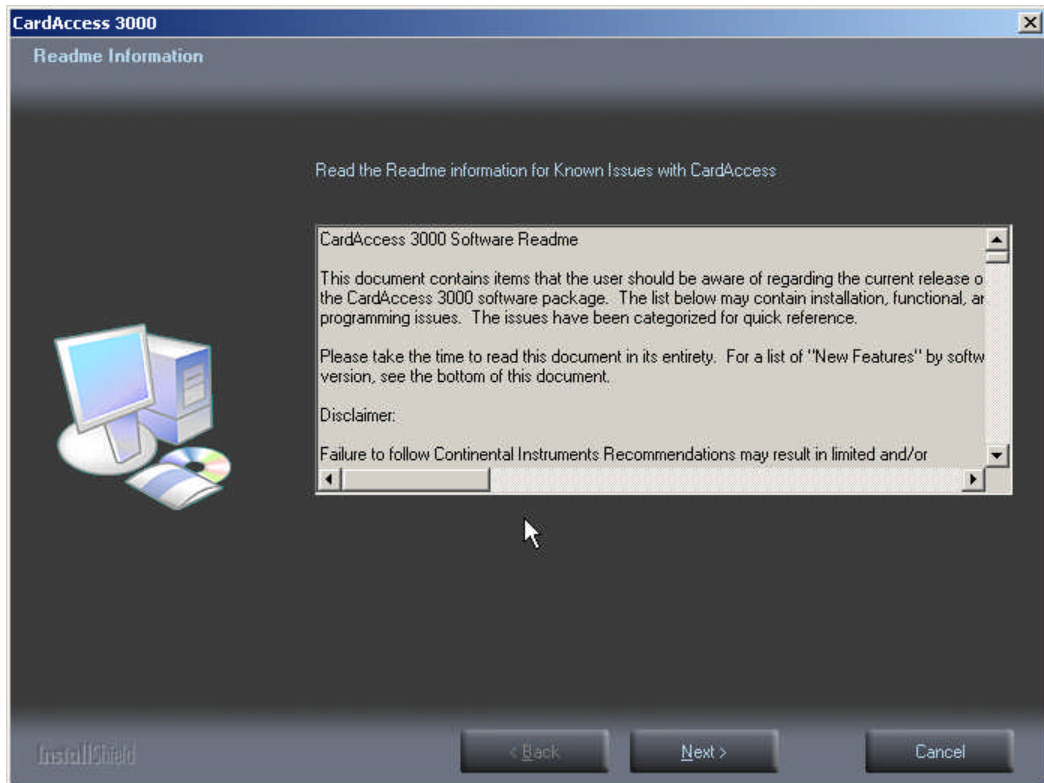 CardAccess 3000
Readme Information
Read the Readme information for Known Issues with CardAccess
CardAccess 3000 Software Readme
This document contains items that the user should be aware of regarding the current release o
the CardAccess 3000 software package. The list below may contain installation, functional, ar
programming issues. The issues have been categorized for quick reference.
Please take the time to read this document in its entirety. For a list of "New Features" by softw
version, see the bottom of this document.
Disclaimer:
Failure to follow Continental Instruments Recommendations may result in limited and/or
InstallShield
< Back
Next >
Cancel